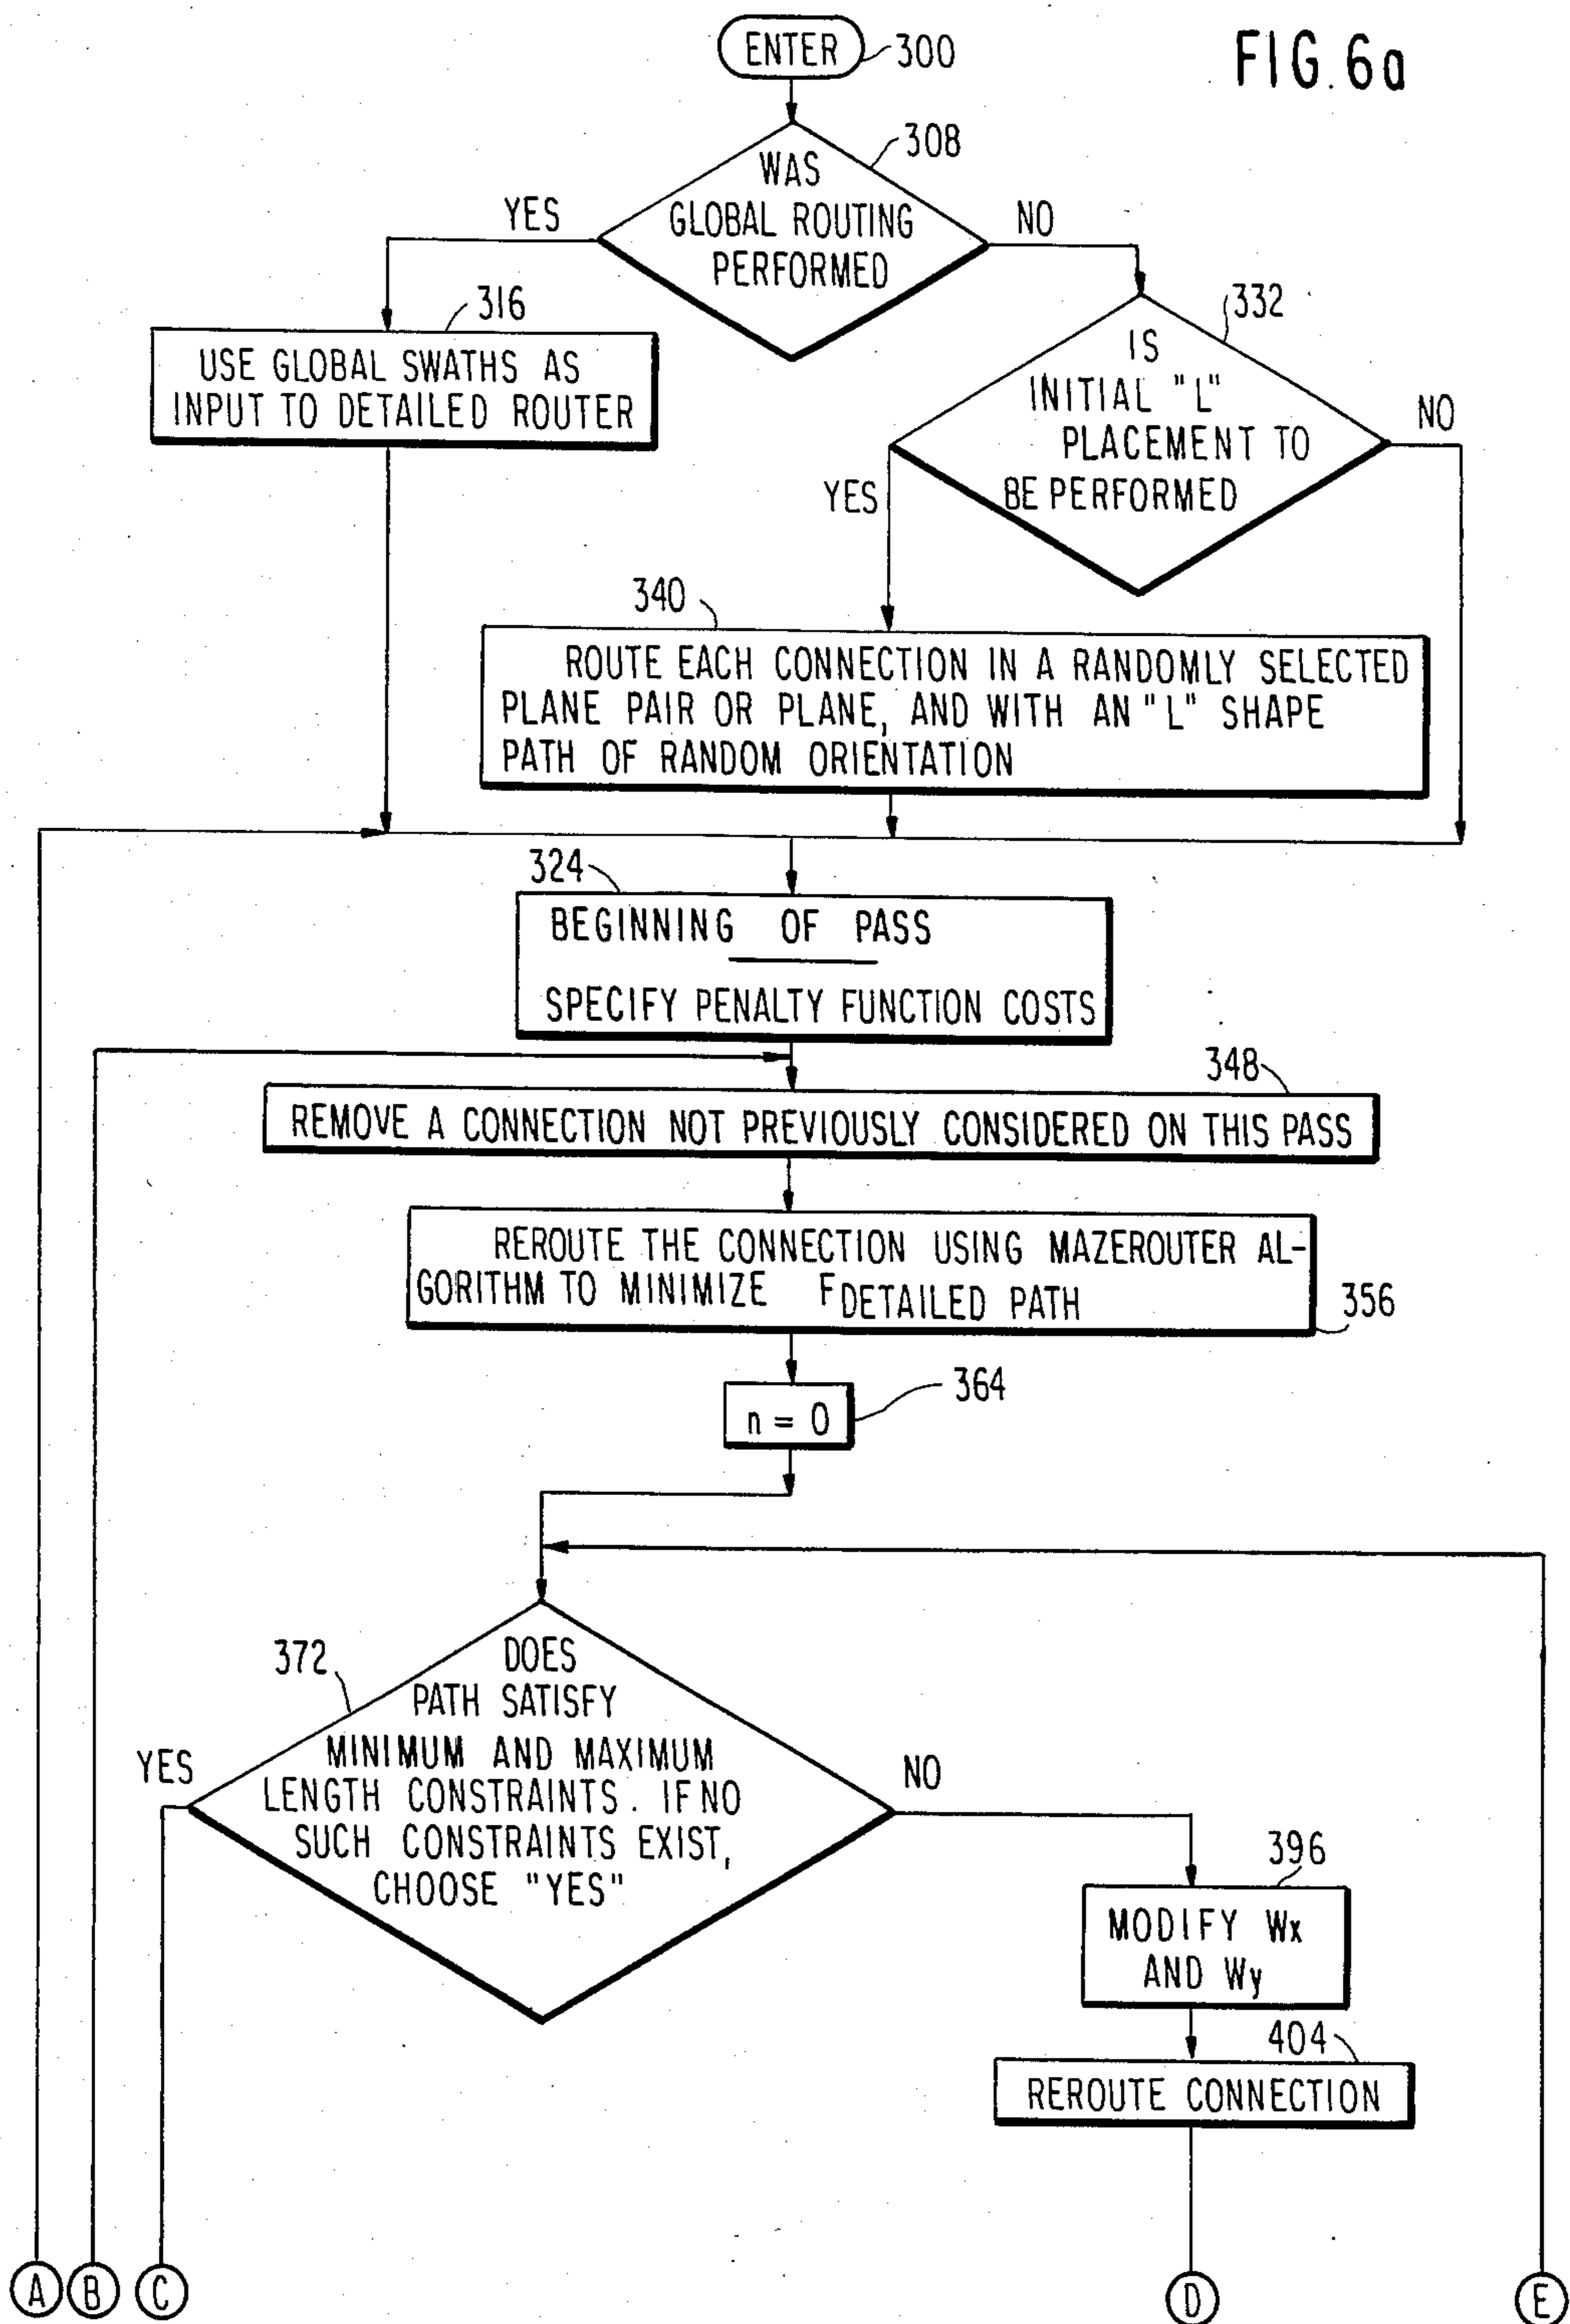 ENTER
300
FIG. 6a
308
WAS
GLOBAL ROUTING
PERFORMED
YES
NO
316
USE GLOBAL SWATHS AS
INPUT TO DETAILED ROUTER
332
IS
INITIAL "L"
PLACEMENT TO
BE PERFORMED
YES
NO
340
ROUTE EACH CONNECTION IN A RANDOMLY SELECTED
PLANE PAIR OR PLANE, AND WITH AN "L" SHAPE
PATH OF RANDOM ORIENTATION
324
BEGINNING OF PASS
SPECIFY PENALTY FUNCTION COSTS
348
REMOVE A CONNECTION NOT PREVIOUSLY CONSIDERED ON THIS PASS
REROUTE THE CONNECTION USING MAZEROUTER AL-
GORITHM TO MINIMIZE FDETAILED PATH
356
n = 0
364
372
DOES
PATH SATISFY
MINIMUM AND MAXIMUM
LENGTH CONSTRAINTS. IF NO
SUCH CONSTRAINTS EXIST,
CHOOSE "YES"
YES
NO
396
MODIFY Wx
AND Wy
404
REROUTE CONNECTION
A B C D E